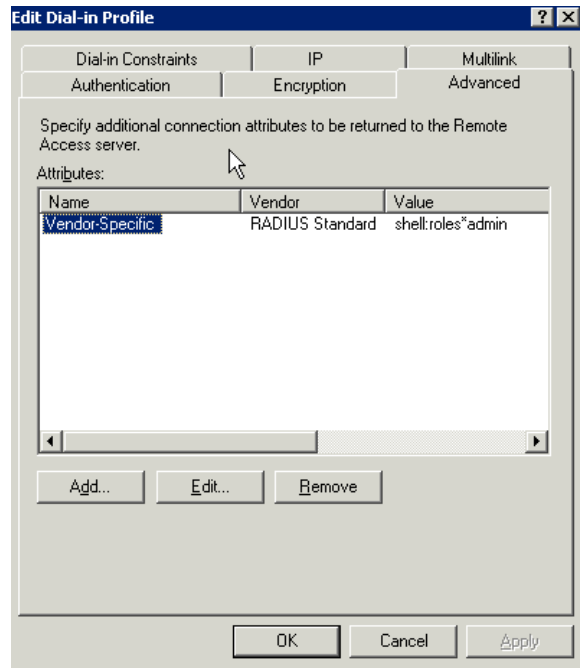 Edit Dial-in Profile
Dial-in Constraints IP Multilink
Authentication Encryption Advanced
Specify additional connection attributes to be returned to the Remote
Access server.
Attributes:
Name Vendor Value
Vendor-Specific RADIUS Standard shell:roles*admin
Add... Edit... Remove
OK Cancel Apply